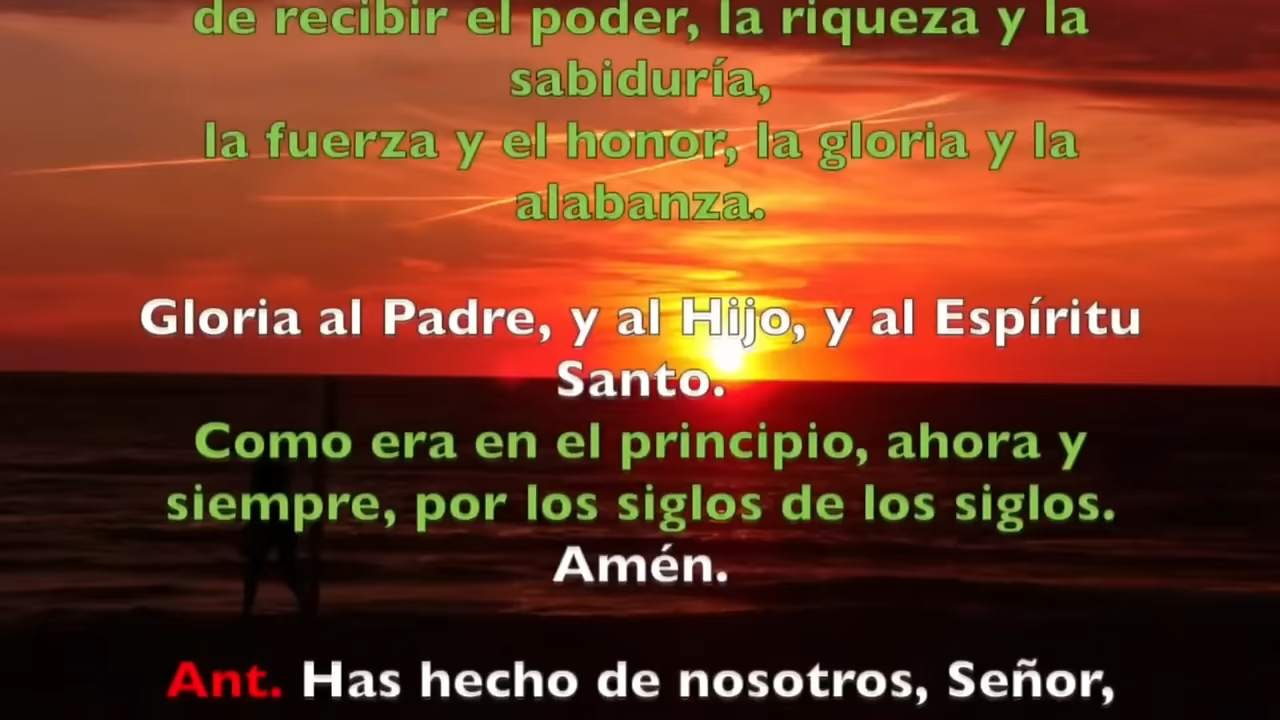 de recibir el poder, la riqueza y la
sabiduría,
la fuerza y el honor, la gloria y la
alabanza.
Gloria al Padre, y al Hijo, y al Espíritu
Santo.
Como era en el principio, ahora y
siempre, por los siglos de los siglos.
Amén.
Ant. Has hecho de nosotros, Señor,